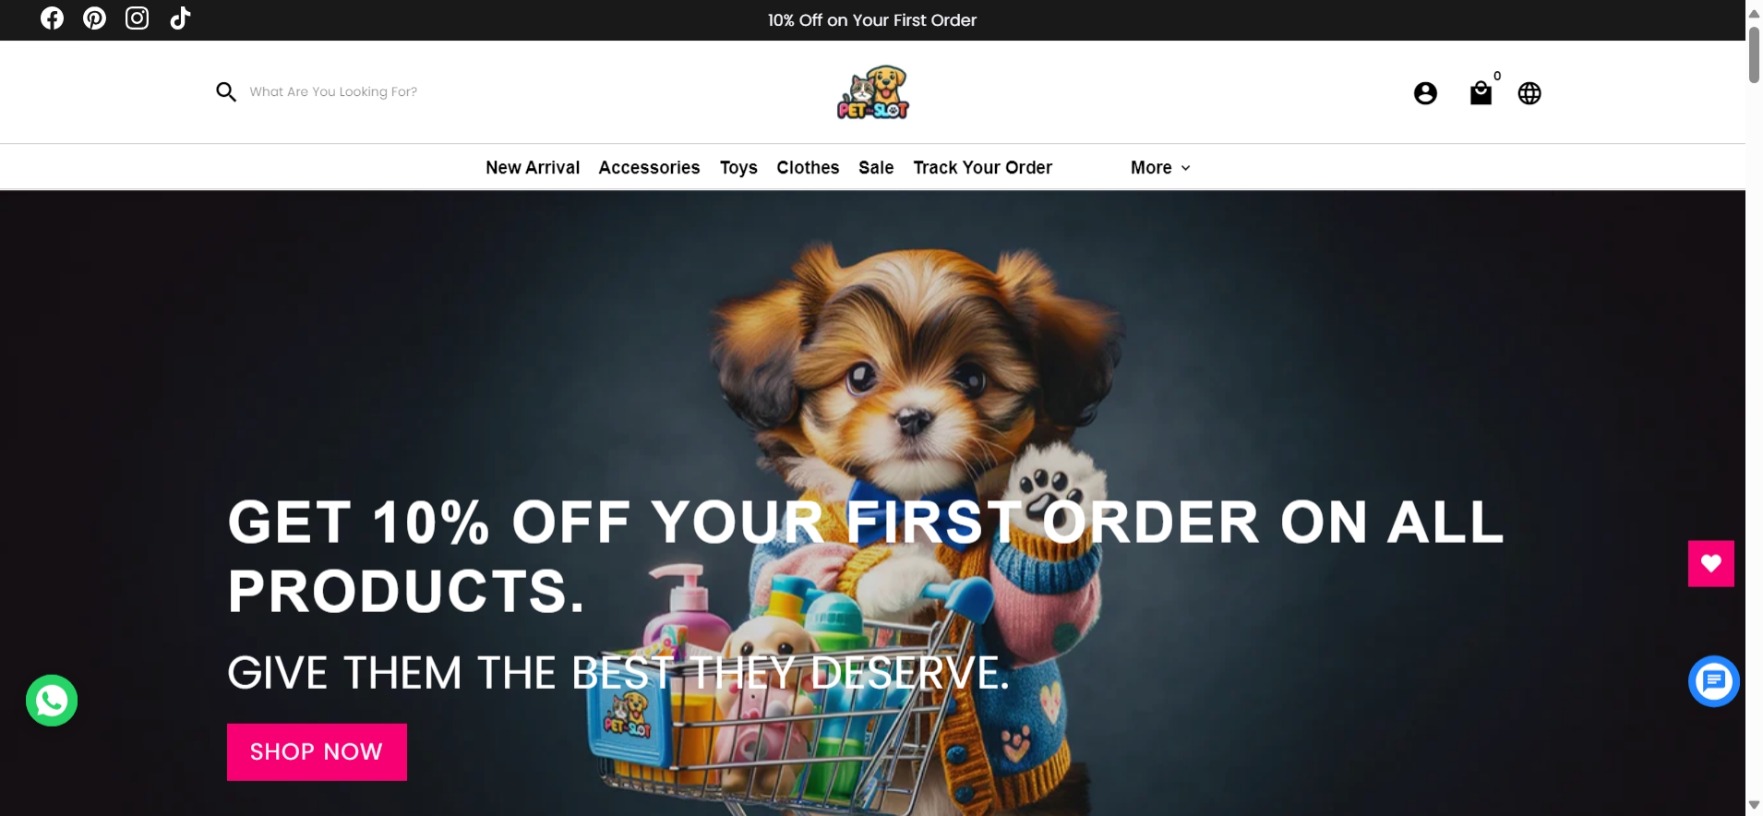 10% Off on Your First Order
What Are You Looking For?
PET SLOT
0
New Arrival Accessories Toys Clothes Sale Track Your Order More
GET 10% OFF YOUR FIRST ORDER ON ALL
PRODUCTS.
GIVE THEM THE BEST THEY DESERVE.
PET SLOT
SHOP NOW